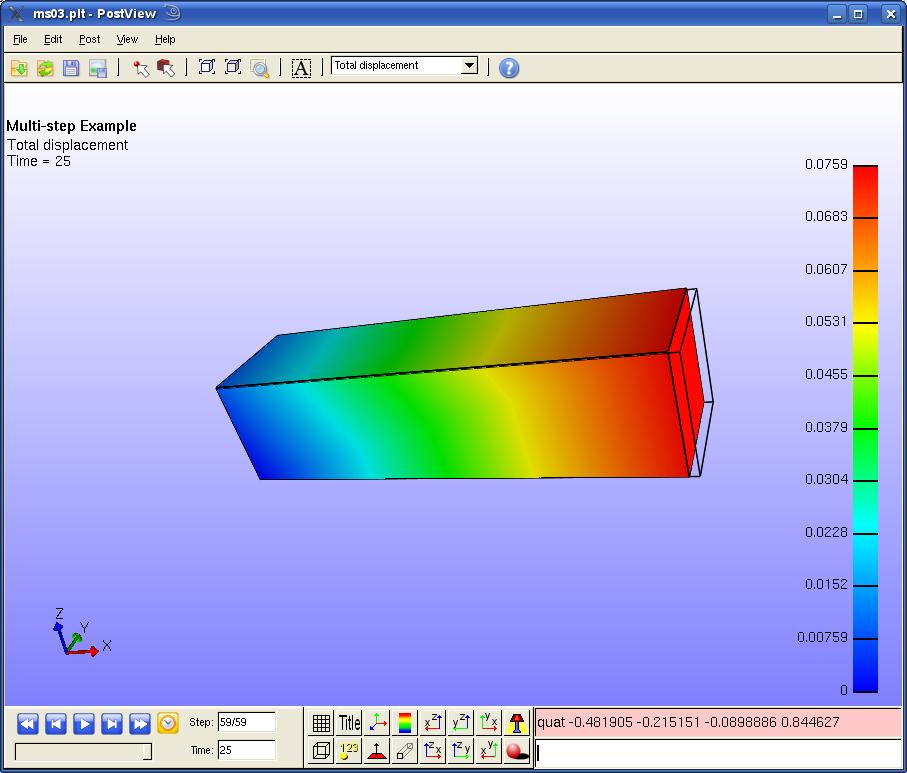 ms03.plt - PostView
File Edit Post View Help
A Total displacement ?
Multi-step Example
Total displacement
Time = 25
0.0759
0.0683
0.0607
0.0531
0.0455
0.0379
0.0304
0.0228
0.0152
0.00759
0
Z
Y
X
Step: 59/59
Time: 25
Title
123
quat -0.481905 -0.215151 -0.0898886 0.844627